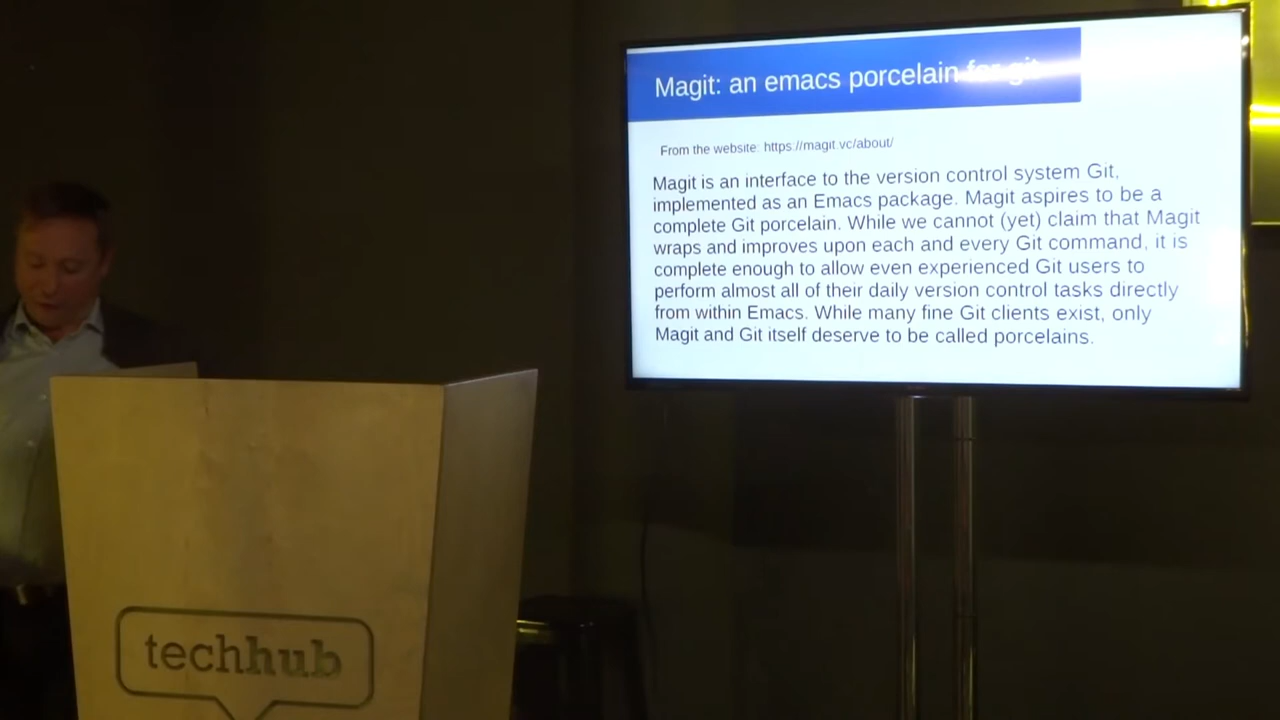 Magit: an emacs porcelain for git
From the website: https://magit.vc/about/
Magit is an interface to the version control system Git,
implemented as an Emacs package. Magit aspires to be a
complete Git porcelain. While we cannot (yet) claim that Magit
wraps and improves upon each and every Git command, it is
complete enough to allow even experienced Git users to
perform almost all of their daily version control tasks directly
from within Emacs. While many fine Git clients exist, only
Magit and Git itself deserve to be called porcelains.
techhub